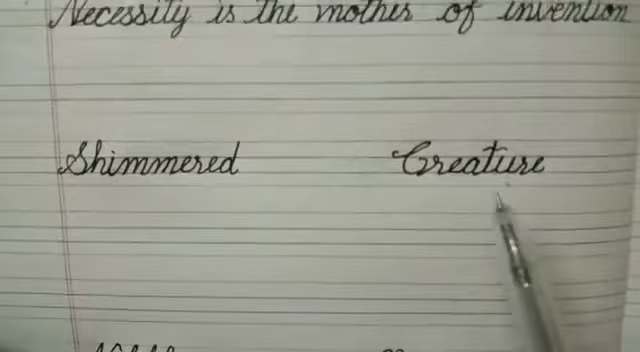 Necessity is the mother of invention
Shimmered Creature